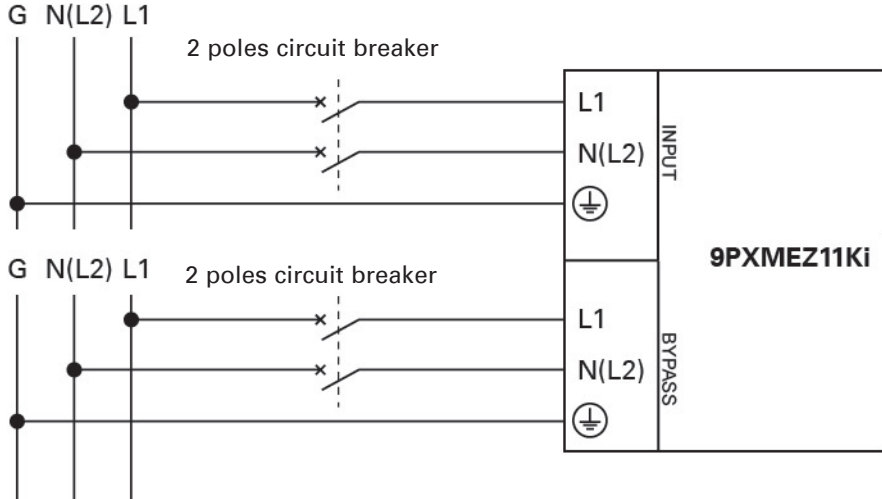 G N(L2) L1
2 poles circuit breaker
L1
N(L2)
INPUT
9PXMEZ11Ki
G N(L2) L1
2 poles circuit breaker
L1
N(L2)
BYPASS